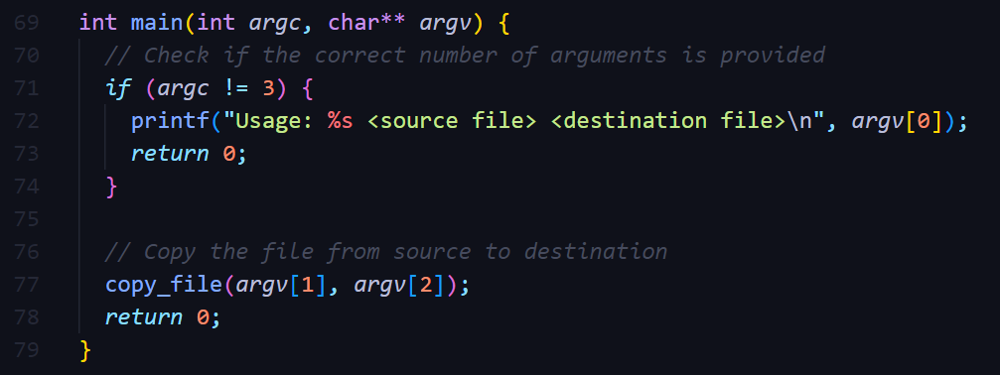 69 int main(int argc, char** argv) {
70 // Check if the correct number of arguments is provided
71 if (argc != 3) {
72 printf("Usage: %s <source file> <destination file>\n", argv[0]);
73 return 0;
74 }
75
76 // Copy the file from source to destination
77 copy_file(argv[1], argv[2]);
78 return 0;
79 }